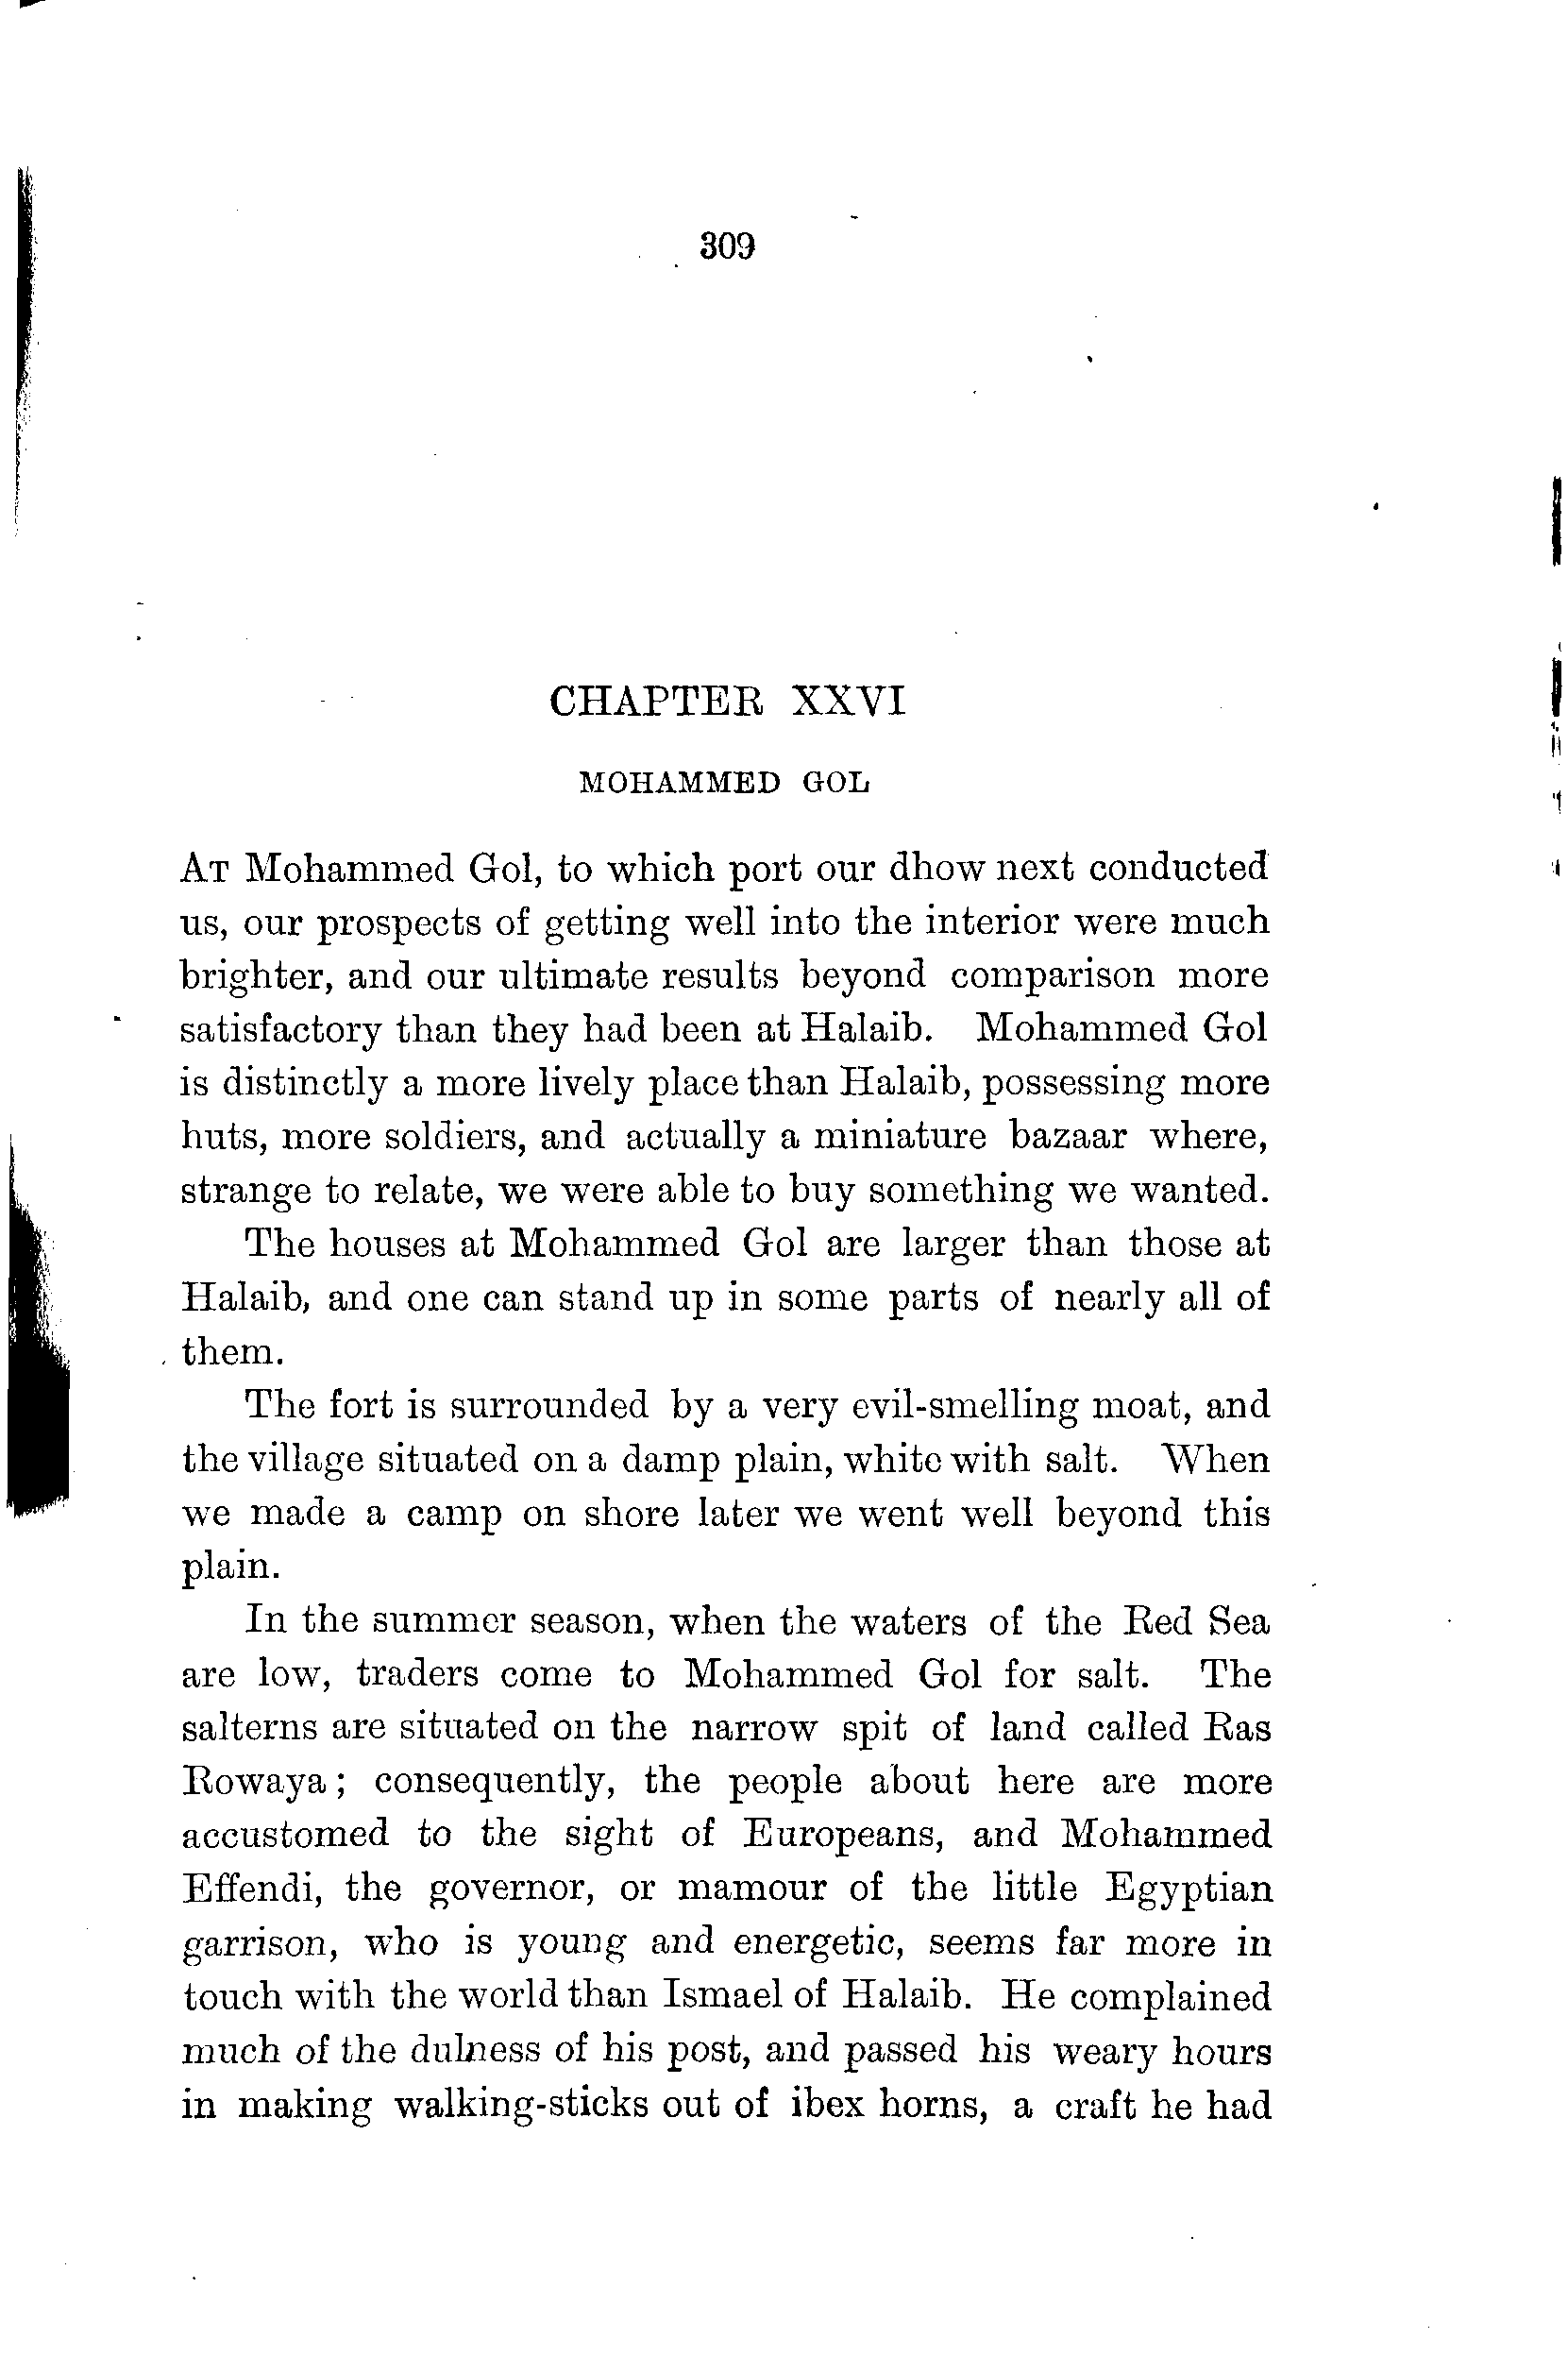 309
CHAPTER XXVI
MOHAMMED GOL
AT Mohammed Gol, to which port our dhow next conducted
us, our prospects of getting well into the interior were much
brighter, and our ultimate results beyond comparison more
satisfactory than they had been at Halaib. Mohammed Gol
is distinctly a more lively place than Halaib, possessing more
huts, more soldiers, and actually a miniature bazaar where,
strange to relate, we were able to buy something we wanted.
The houses at Mohammed Gol are larger than those at
Halaib, and one can stand up in some parts of nearly all of
them.
The fort is surrounded by a very evil-smelling moat, and
the village situated on a damp plain, white with salt. When
we made a camp on shore later we went well beyond this
plain.
In the summer season, when the waters of the Red Sea
are low, traders come to Mohammed Gol for salt. The
salterns are situated on the narrow spit of land called Ras
Rowaya; consequently, the people about here are more
accustomed to the sight of Europeans, and Mohammed
Effendi, the governor, or mamour of the little Egyptian
garrison, who is young and energetic, seems far more in
touch with the world than Ismael of Halaib. He complained
much of the dulness of his post, and passed his weary hours
in making walking-sticks out of ibex horns, a craft he had